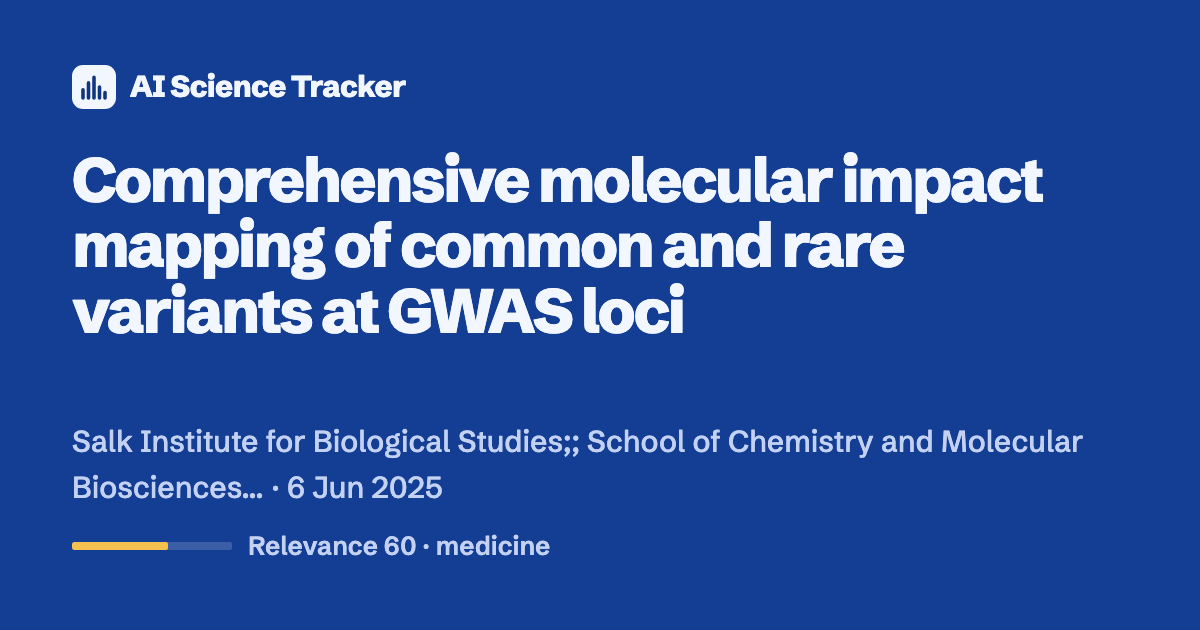 AI Science Tracker
Comprehensive molecular impact
mapping of common and rare
variants at GWAS loci
Salk Institute for Biological Studies;; School of Chemistry and Molecular
Biosciences... · 6 Jun 2025
Relevance 60 · medicine